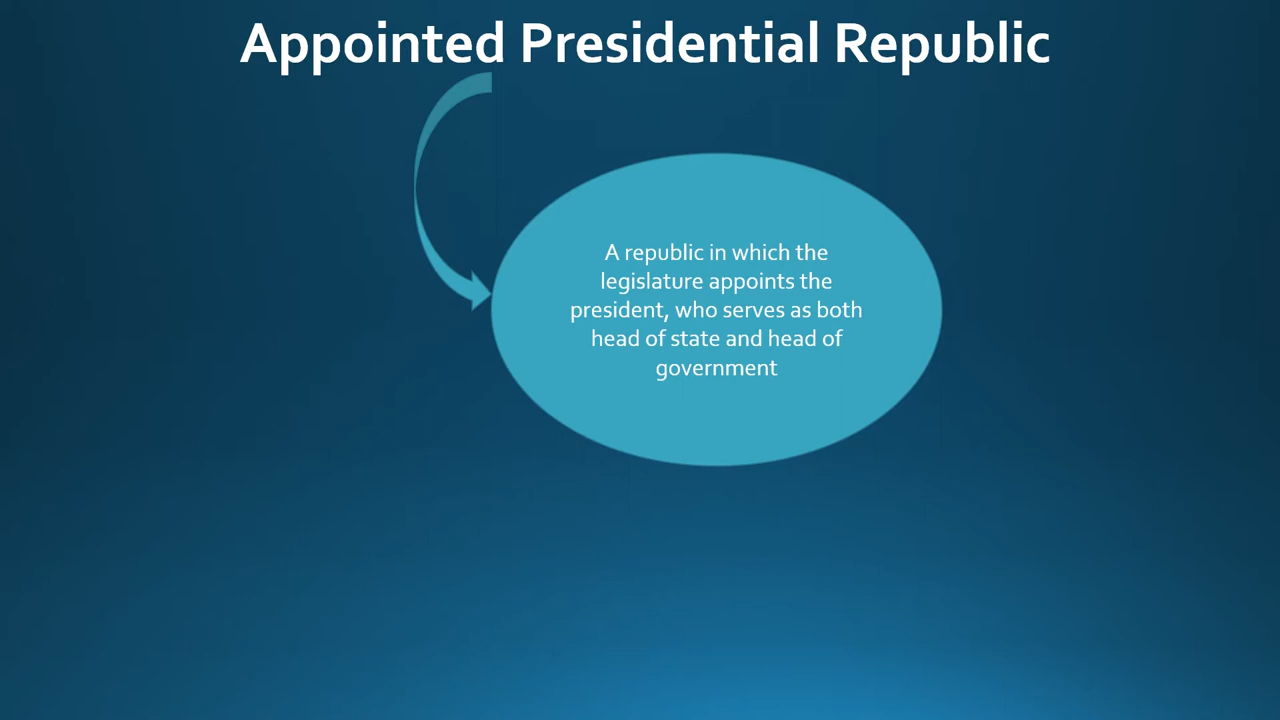 Appointed Presidential Republic
A republic in which the
legislature appoints the
president, who serves as both
head of state and head of
government